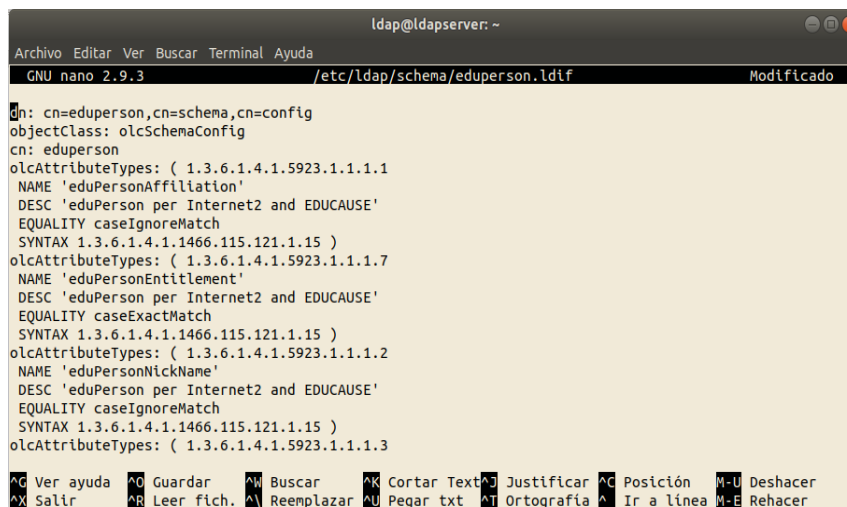 ldap@ldapserver: ~
Archivo Editar Ver Buscar Terminal Ayuda
GNU nano 2.9.3 /etc/ldap/schema/eduperson.ldif Modificado
dn: cn=eduperson,cn=schema,cn=config
objectClass: olcSchemaConfig
cn: eduperson
olcAttributeTypes: ( 1.3.6.1.4.1.5923.1.1.1.1
NAME 'eduPersonAffiliation'
DESC 'eduPerson per Internet2 and EDUCAUSE'
EQUALITY caseIgnoreMatch
SYNTAX 1.3.6.1.4.1.1466.115.121.1.15 )
olcAttributeTypes: ( 1.3.6.1.4.1.5923.1.1.1.7
NAME 'eduPersonEntitlement'
DESC 'eduPerson per Internet2 and EDUCAUSE'
EQUALITY caseExactMatch
SYNTAX 1.3.6.1.4.1.1466.115.121.1.15 )
olcAttributeTypes: ( 1.3.6.1.4.1.5923.1.1.1.2
NAME 'eduPersonNickName'
DESC 'eduPerson per Internet2 and EDUCAUSE'
EQUALITY caseIgnoreMatch
SYNTAX 1.3.6.1.4.1.1466.115.121.1.15 )
olcAttributeTypes: ( 1.3.6.1.4.1.5923.1.1.1.3
^G Ver ayuda ^O Guardar ^W Buscar ^K Cortar Text^J Justificar ^C Posición M-U Deshacer
^X Salir ^R Leer fich. ^\ Reemplazar ^U Pegar txt ^T Ortografía ^_ Ir a línea M-E Rehacer